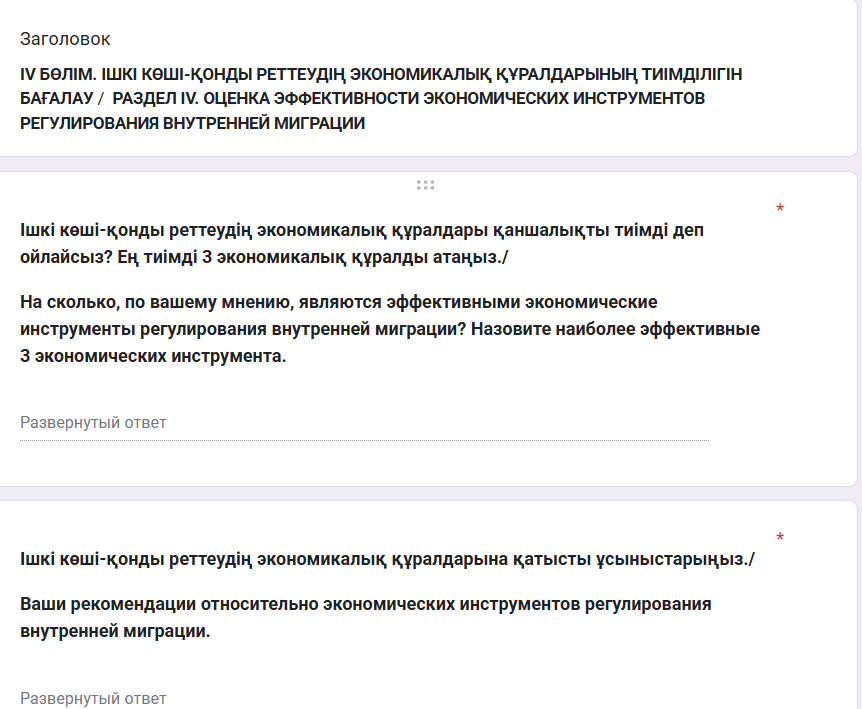 Заголовок
IV БӨЛІМ. ІШКІ КӨШІ-ҚОНДЫ РЕТТЕУДІҢ ЭКОНОМИКАЛЫҚ ҚҰРАЛДАРЫНЫҢ ТИІМДІЛІГІН
БАҒАЛАУ / РАЗДЕЛ IV. ОЦЕНКА ЭФФЕКТИВНОСТИ ЭКОНОМИЧЕСКИХ ИНСТРУМЕНТОВ
РЕГУЛИРОВАНИЯ ВНУТРЕННЕЙ МИГРАЦИИ
*
Ішкі көші-қонды реттеудің экономикалық құралдары қаншалықты тиімді деп
ойлайсыз? Ең тиімді 3 экономикалық құралды атаңыз./
На сколько, по вашему мнению, являются эффективными экономические
инструменты регулирования внутренней миграции? Назовите наиболее эффективные
3 экономических инструмента.
Развернутый ответ
*
Ішкі көші-қонды реттеудің экономикалық құралдарына қатысты ұсыныстарыңыз./
Ваши рекомендации относительно экономических инструментов регулирования
внутренней миграции.
Развернутый ответ